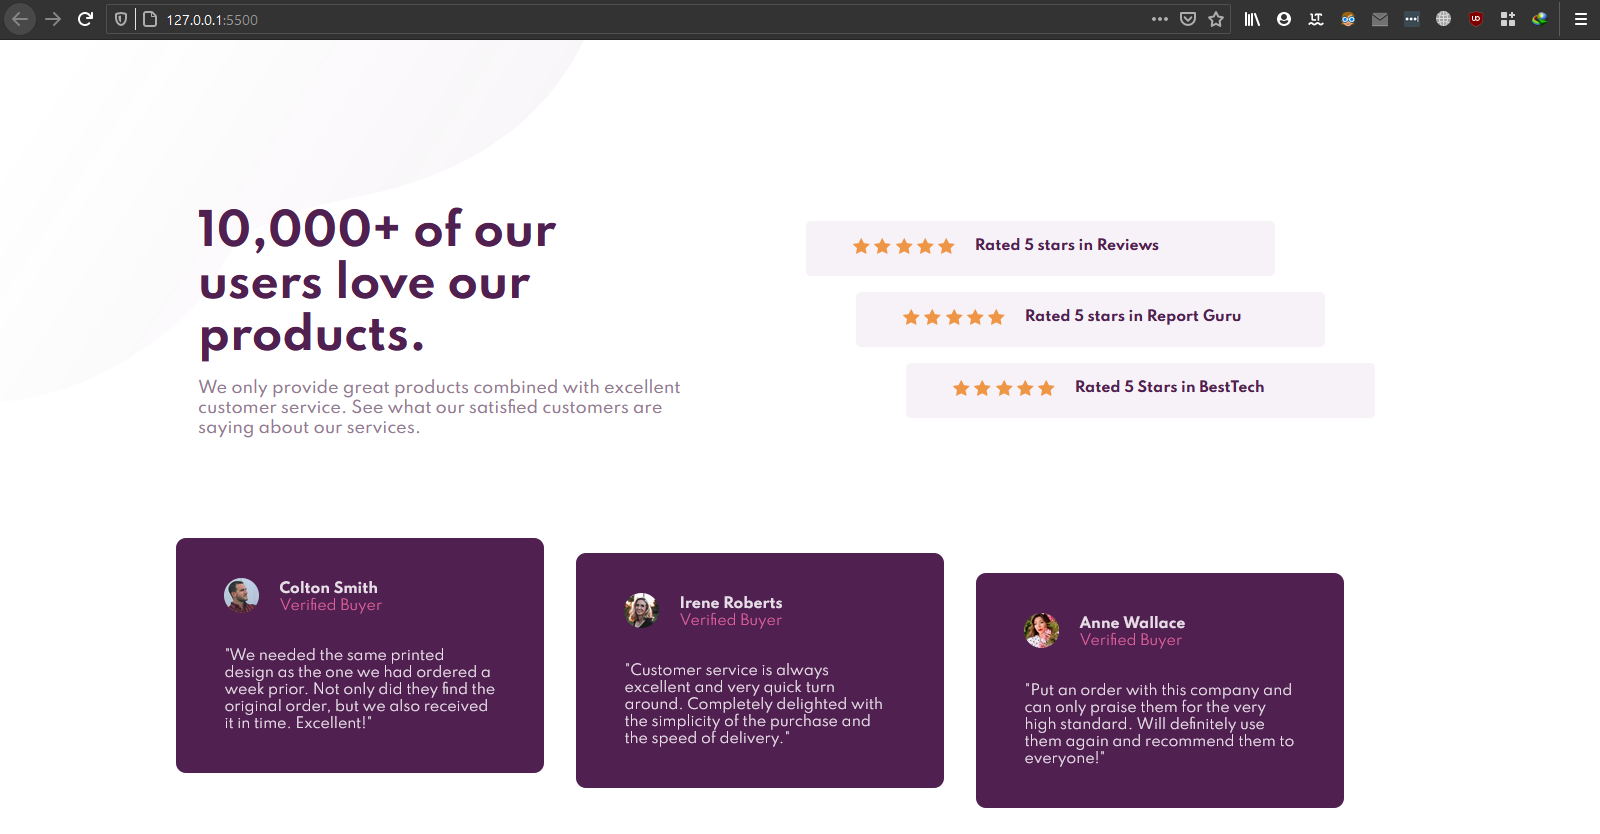 127.0.0.1:5500
10,000+ of our
users love our
products.
We only provide great products combined with excellent
customer service. See what our satisfied customers are
saying about our services.
Rated 5 stars in Reviews
Rated 5 stars in Report Guru
Rated 5 Stars in BestTech
Colton Smith
Verified Buyer
"We needed the same printed
design as the one we had ordered a
week prior. Not only did they find the
original order, but we also received
it in time. Excellent!"
Irene Roberts
Verified Buyer
"Customer service is always
excellent and very quick turn
around. Completely delighted with
the simplicity of the purchase and
the speed of delivery."
Anne Wallace
Verified Buyer
"Put an order with this company and
can only praise them for the very
high standard. Will definitely use
them again and recommend them to
everyone!"